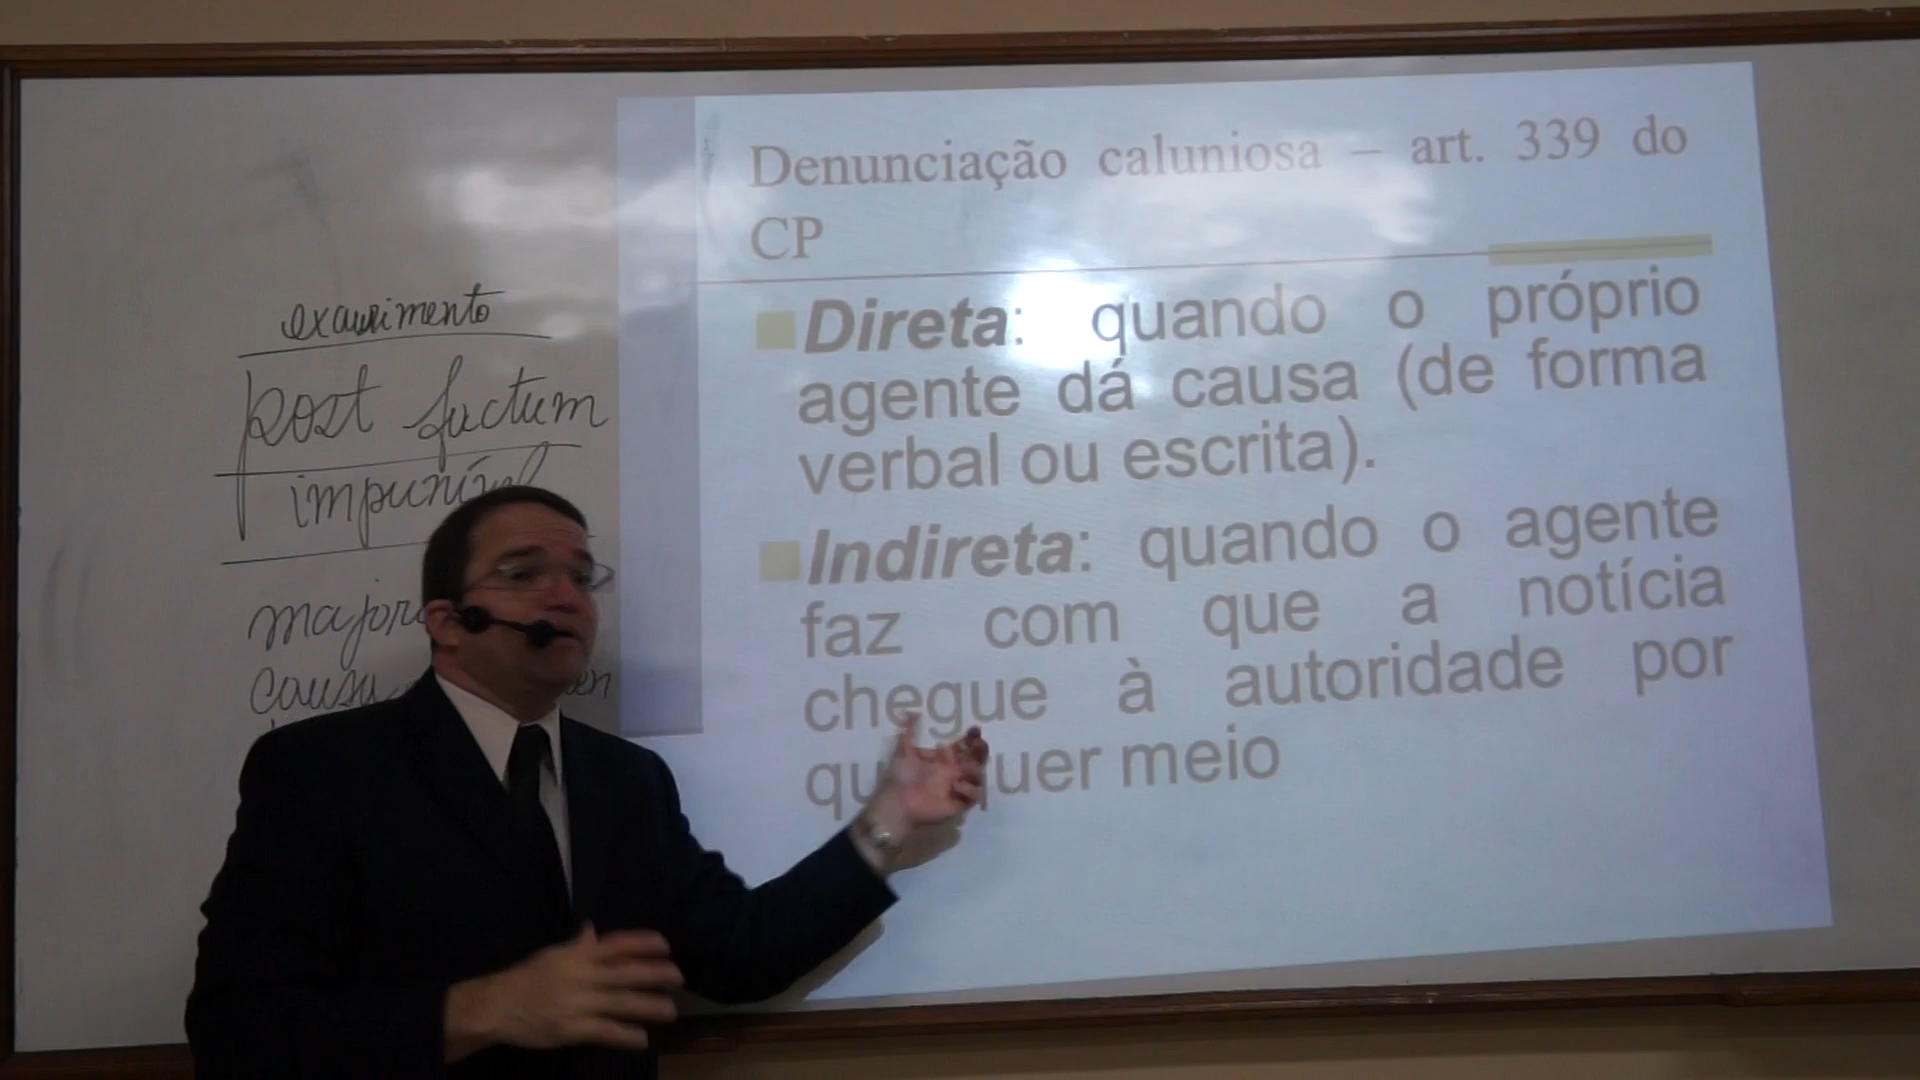 exaurimento
post factum
impunível
causa
Denunciação caluniosa – art. 339 do
CP
Direta: quando o próprio
agente dá causa (de forma
verbal ou escrita).
Indireta: quando o agente
faz com que a notícia
chegue à autoridade por
meio